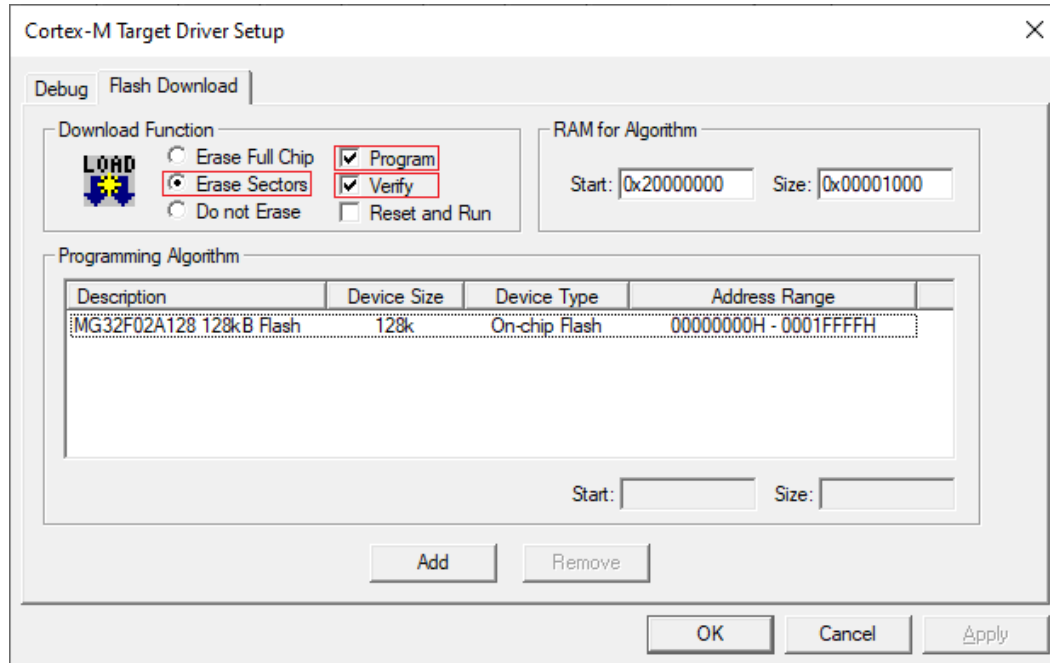 Cortex-M Target Driver Setup
Debug
Flash Download
Download Function
LOAD
Erase Full Chip
Erase Sectors
Do not Erase
Program
Verify
Reset and Run
RAM for Algorithm
Start: 0x20000000 Size: 0x00001000
Programming Algorithm
Description Device Size Device Type Address Range
MG32F02A128 128kB Flash 128k On-chip Flash 00000000H - 0001FFFFH
Start: Size:
Add Remove
OK Cancel Apply